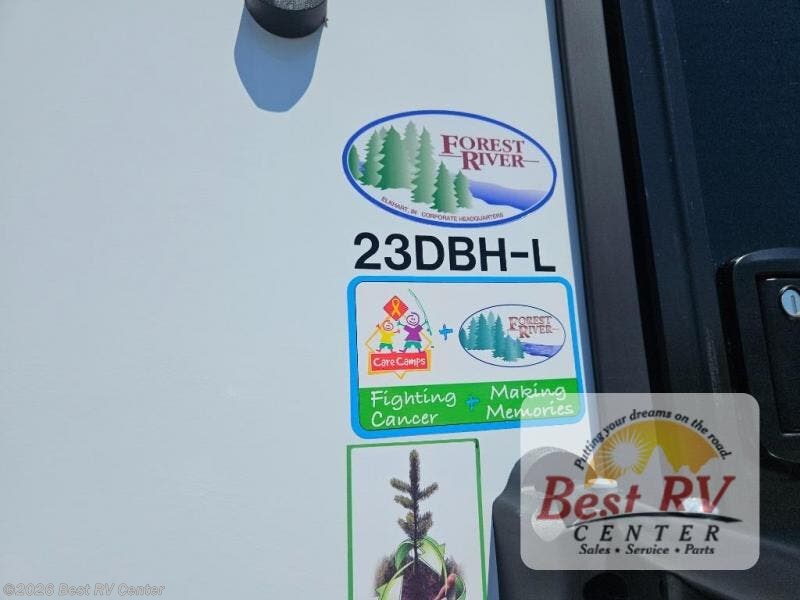 FOREST
RIVER
ELKHART, IN. CORPORATE HEADQUARTERS
23DBH-L
Care Camps
+
FOREST
RIVER
Fighting + Making
Cancer Memories
Putting your dreams on the road.
Best RV
CENTER
Sales • Service • Parts
©2026 Best RV Center